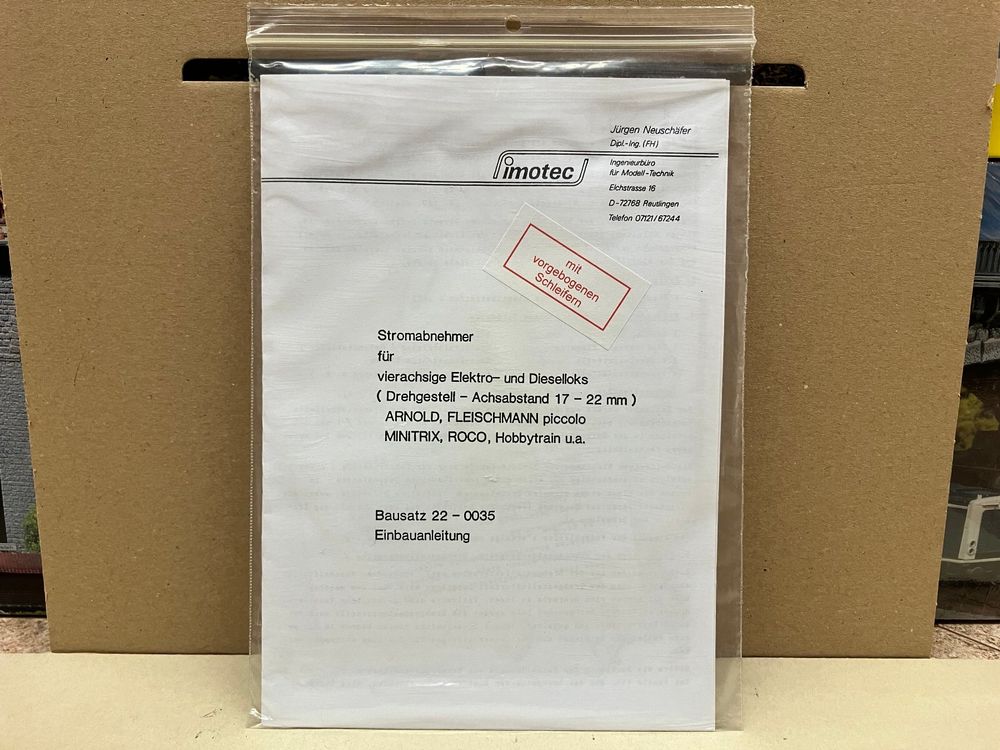 Jürgen Neuschäfer
Dipl.-Ing. (FH)
imotec
Ingenieurbüro
für Modell-Technik
Eichstrasse 16
D-72768 Reutlingen
Telefon 07121/67244
mit
vorgebogenen
Schleifern
Stromabnehmer
für
vierachsige Elektro- und Dieselloks
( Drehgestell - Achsabstand 17 - 22 mm )
ARNOLD, FLEISCHMANN piccolo
MINITRIX, ROCO, Hobbytrain u.a.
Bausatz 22 - 0035
Einbauanleitung